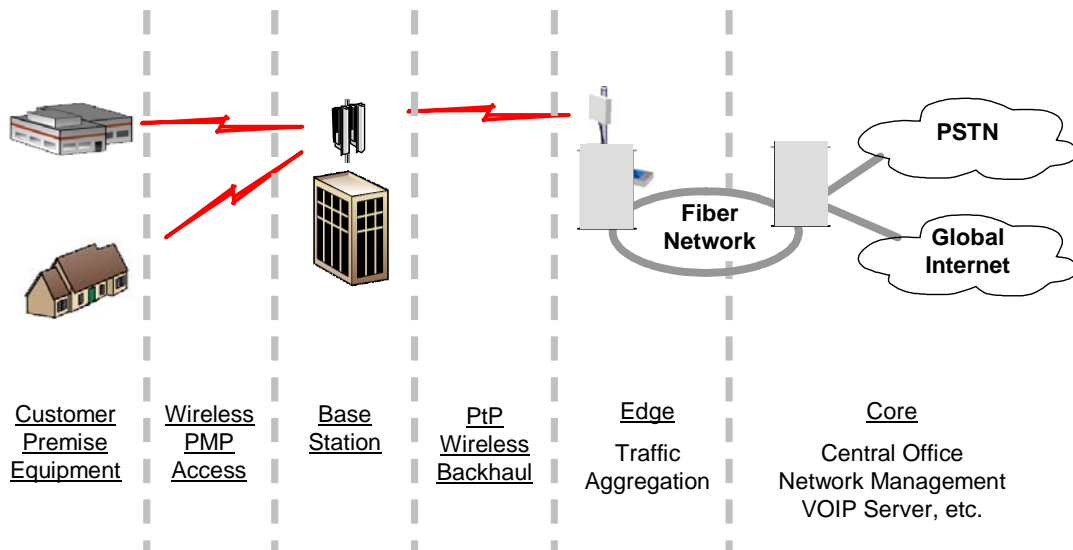 PSTN
Fiber
Network
Global
Internet
Customer
Premise
Equipment
Wireless
PMP
Access
Base
Station
PtP
Wireless
Backhaul
Edge
Traffic
Aggregation
Core
Central Office
Network Management
VOIP Server, etc.